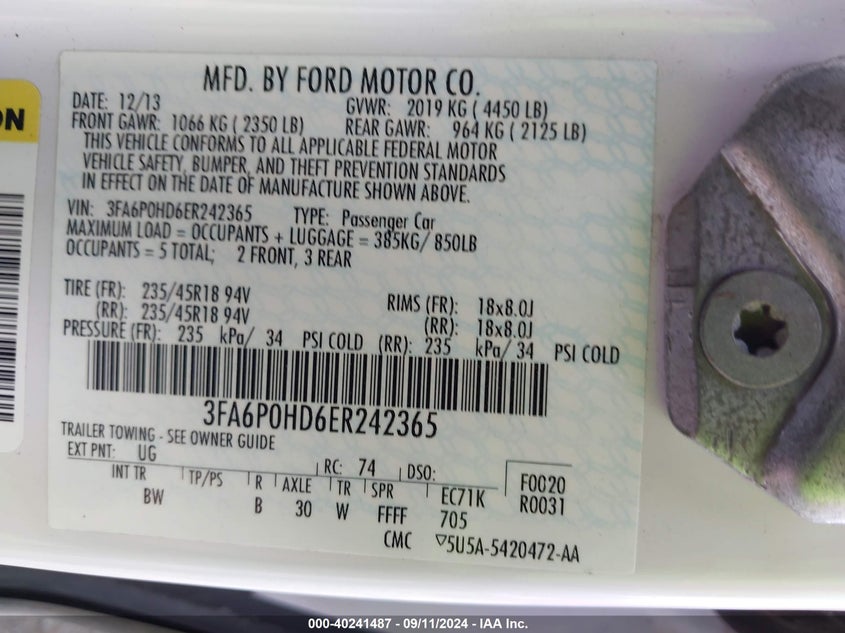 ON
MFD. BY FORD MOTOR CO.
DATE: 12/13 GVWR: 2019 KG ( 4450 LB)
FRONT GAWR: 1066 KG ( 2350 LB) REAR GAWR: 964 KG ( 2125 LB)
THIS VEHICLE CONFORMS TO ALL APPLICABLE FEDERAL MOTOR
VEHICLE SAFETY, BUMPER, AND THEFT PREVENTION STANDARDS
IN EFFECT ON THE DATE OF MANUFACTURE SHOWN ABOVE.
VIN: 3FA6P0HD6ER242365 TYPE: Passenger Car
MAXIMUM LOAD = OCCUPANTS + LUGGAGE = 385KG/ 850LB
OCCUPANTS = 5 TOTAL; 2 FRONT, 3 REAR
TIRE (FR): 235/45R18 94V RIMS (FR): 18x8.0J
(RR): 235/45R18 94V (RR): 18x8.0J
PRESSURE (FR): 235 kPa/ 34 PSI COLD (RR): 235 kPa/ 34 PSI COLD
3FA6P0HD6ER242365
TRAILER TOWING - SEE OWNER GUIDE
EXT PNT: UG RC: 74 DSO: F0020
INT TR TP/PS R AXLE TR SPR EC71K R0031
BW B 30 W FFFF 705
CMC ▽5U5A-5420472-AA
000-40241487 - 09/11/2024 - IAA Inc.